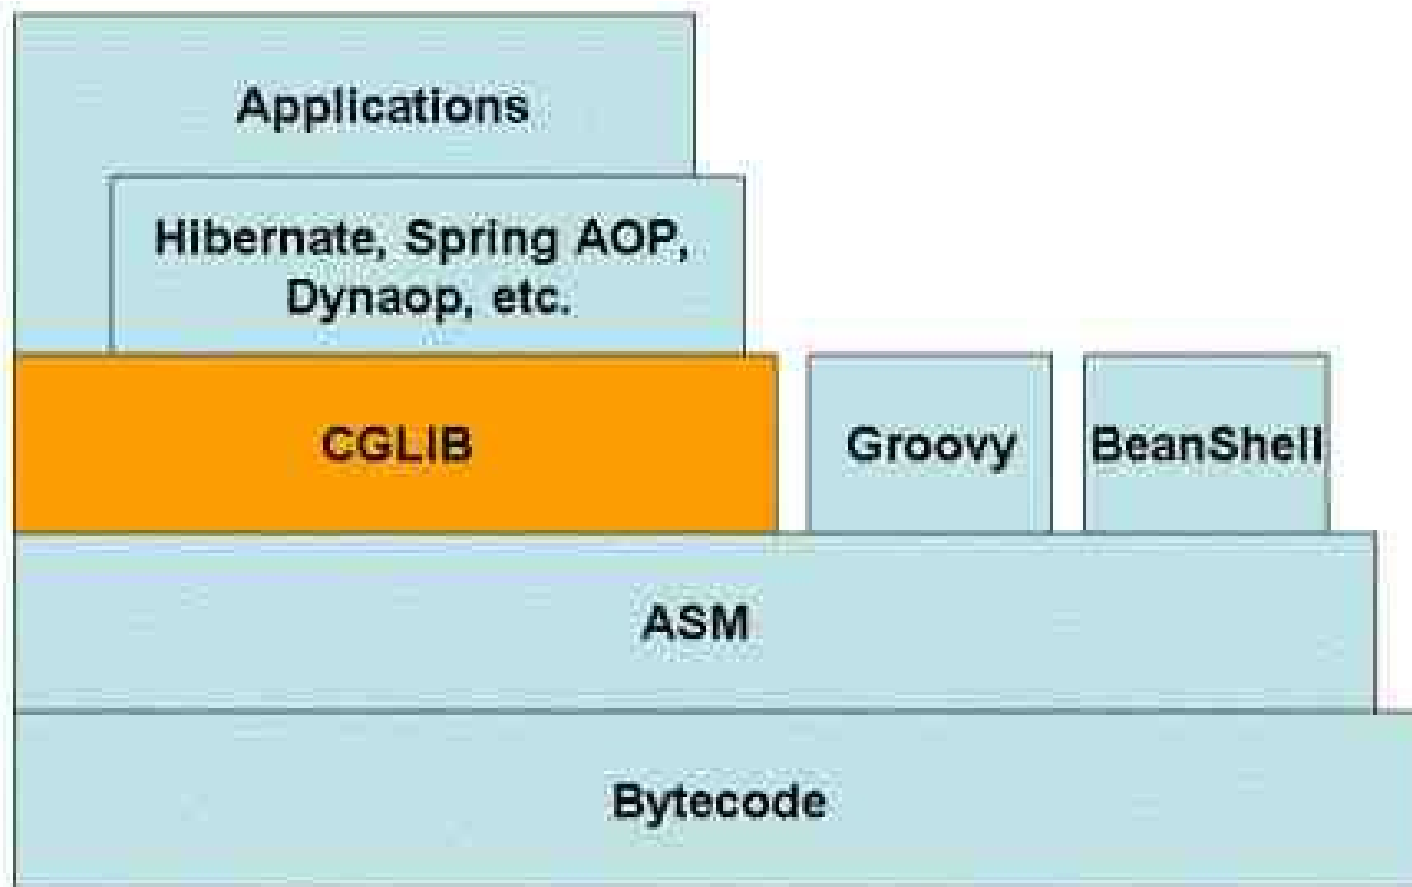 Applications
Hibernate, Spring AOP,
Dynaop, etc.
CGLIB
Groovy
BeanShell
ASM
Bytecode